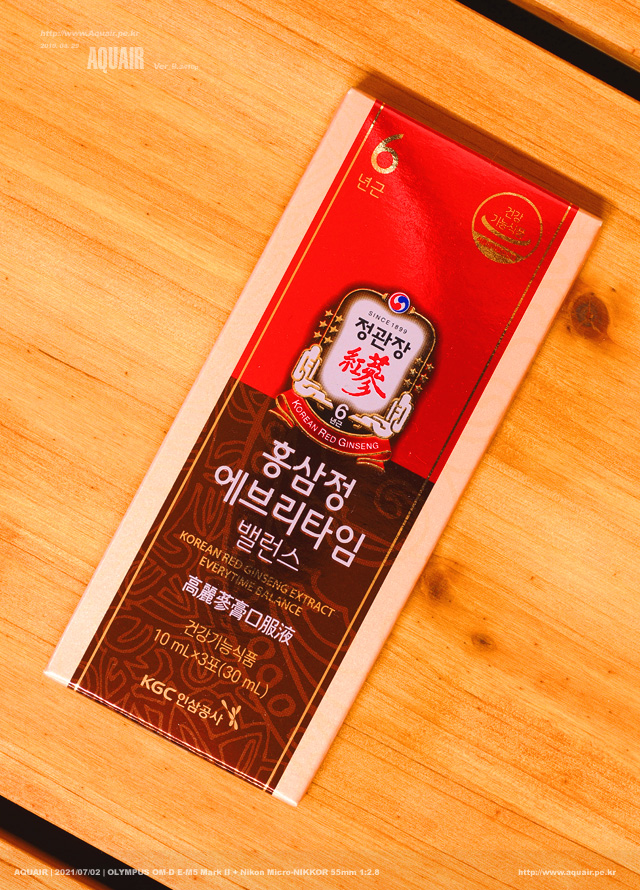 http://www.Aquair.pe.kr
AQUAIR
6
년근
건강
기능식품
SINCE 1899
정관장
紅蔘
6
년근
KOREAN RED GINSENG
홍삼정
에브리타임
밸런스
KOREAN RED GINSENG EXTRACT
EVERYTIME BALANCE
高麗蔘膏口服液
건강기능식품
10 mL×3포(30 mL)
KGC 인삼공사
AQUAIR | 2021/07/02 | OLYMPUS OM-D E-M5 Mark II + Nikon Micro-NIKKOR 55mm 1:2.8
http://www.aquair.pe.kr